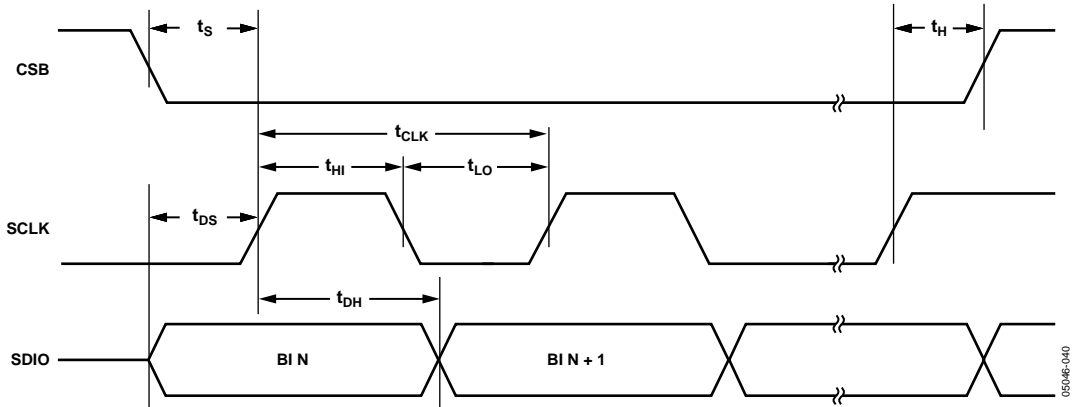 tS
tH
CSB
tCLK
tHI
tLO
tDS
SCLK
tDH
SDIO
BI N
BI N + 1
05046-040